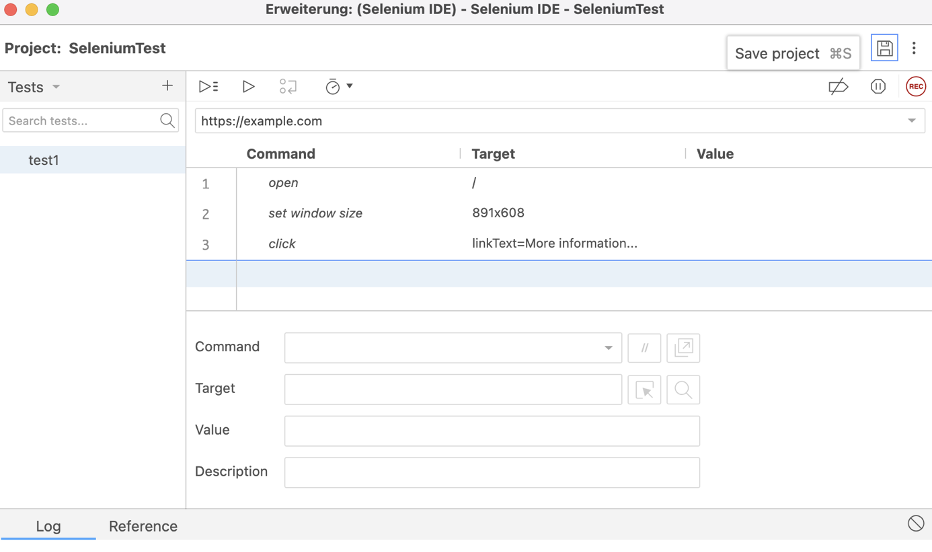 Erweiterung: (Selenium IDE) - Selenium IDE - SeleniumTest
Project: SeleniumTest
Save project ⌘S
Tests
REC
Search tests...
https://example.com
test1
Command Target Value
1 open /
2 set window size 891x608
3 click linkText=More information...
Command //
Target
Value
Description
Log Reference